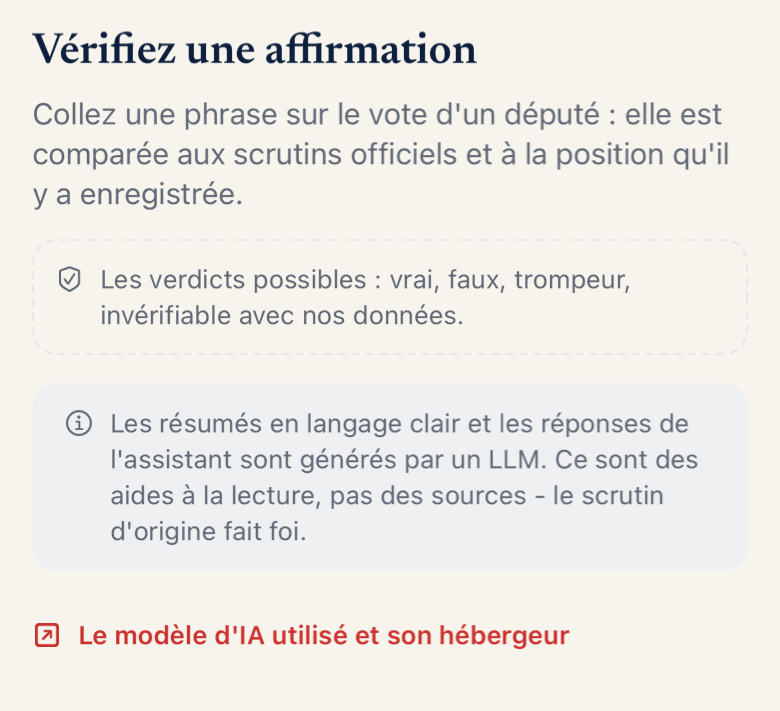 Vérifiez une affirmation
Collez une phrase sur le vote d'un député : elle est
comparée aux scrutins officiels et à la position qu'il
y a enregistrée.
Les verdicts possibles : vrai, faux, trompeur,
invérifiable avec nos données.
Les résumés en langage clair et les réponses de
l'assistant sont générés par un LLM. Ce sont des
aides à la lecture, pas des sources - le scrutin
d'origine fait foi.
Le modèle d'IA utilisé et son hébergeur